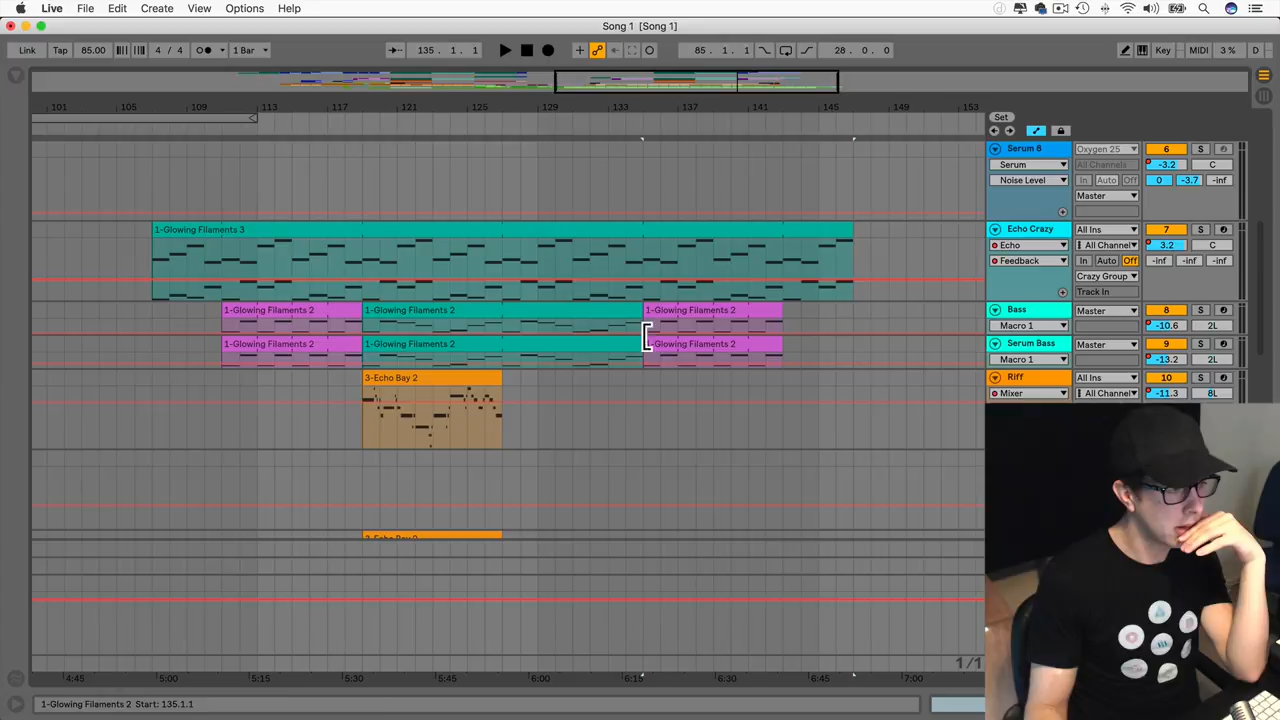 Live File Edit Create View Options Help
Song 1 [Song 1]
Link Tap 85.00 4 / 4 1 Bar 135. 1. 1 85. 1. 1 28. 0. 0 Key MIDI 3 % D
101 105 109 113 117 121 125 129 133 137 141 145 149 153
Set
Serum 8 Oxygen 25 6 S
Serum All Channels -3.2 C
Noise Level In Auto Off 0 -3.7 -inf
Master
1-Glowing Filaments 3
Echo Crazy All Ins 7 S
Echo All Channel 3.2 C
Feedback In Auto Off -inf -inf -inf
Crazy Group
Track In
1-Glowing Filaments 2 1-Glowing Filaments 2 1-Glowing Filaments 2
Bass Master 8 S
Macro 1 -10.6 2L
1-Glowing Filaments 2 1-Glowing Filaments 2 1-Glowing Filaments 2
Serum Bass Master 9 S
Macro 1 -13.2 2L
3-Echo Bay 2
Riff All Ins 10 S
Mixer All Channel -11.3 8L
3-Echo Bay 2
1/1
4:45 5:00 5:15 5:30 5:45 6:00 6:15 6:30 6:45 7:00
1-Glowing Filaments 2 Start: 135.1.1